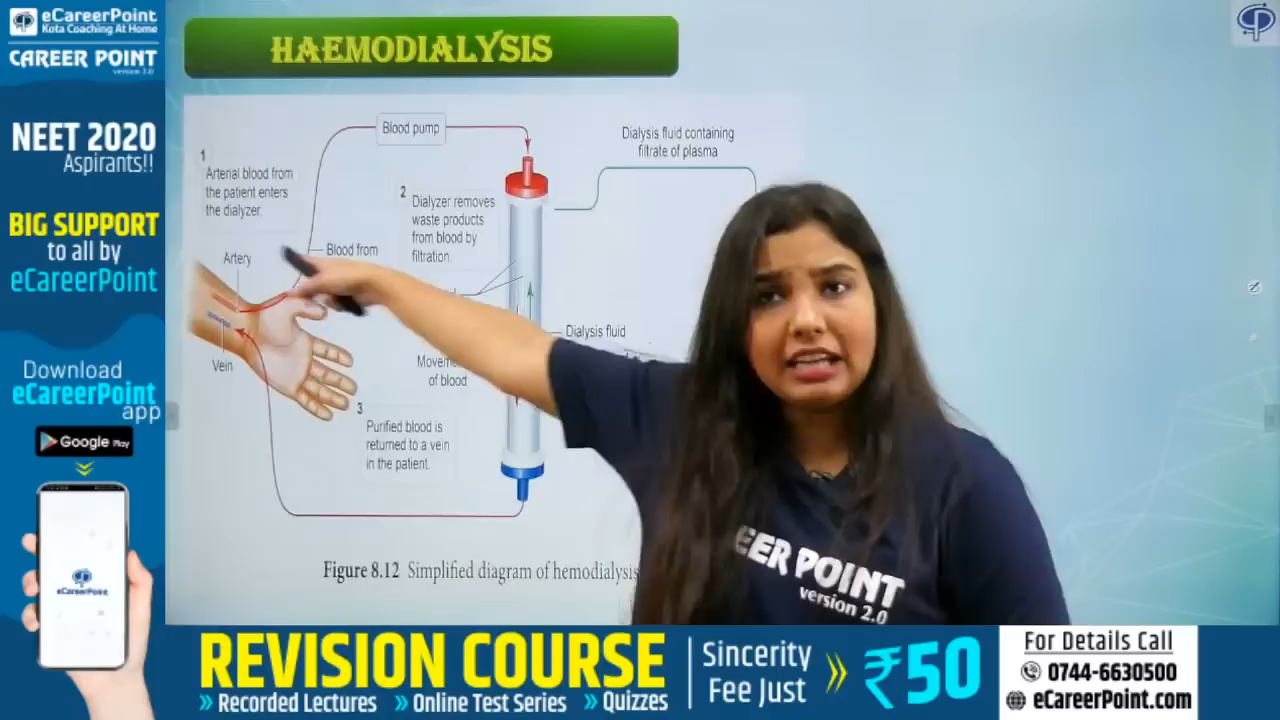 eCareerPoint
Kota Coaching At Home
CAREER POINT
version 2.0
NEET 2020
Aspirants!!
BIG SUPPORT
to all by
eCareerPoint
Download
eCareerPoint
app
Google Play
eCareerPoint
HAEMODIALYSIS
Blood pump
Dialysis fluid containing
filtrate of plasma
1
Arterial blood from
the patient enters
the dialyzer.
2
Dialyzer removes
waste products
from blood by
filtration.
Artery
Blood from
Dialysis fluid
Vein
of blood
3
Purified blood is
returned to a vein
in the patient.
Figure 8.12 Simplified diagram of hemodialysis
EER POINT
version 2.0
REVISION COURSE
» Recorded Lectures » Online Test Series » Quizzes
Sincerity
Fee Just
» ₹50
For Details Call
0744-6630500
eCareerPoint.com